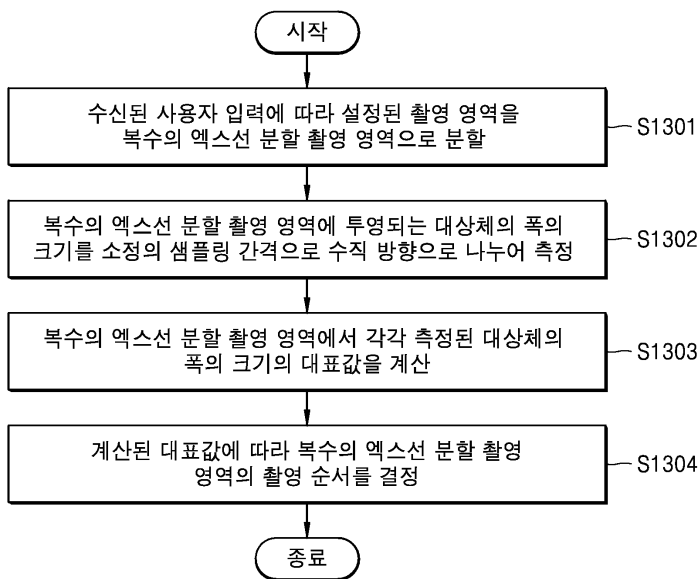 시작
수신된 사용자 입력에 따라 설정된 촬영 영역을
복수의 엑스선 분할 촬영 영역으로 분할
S1301
복수의 엑스선 분할 촬영 영역에 투영되는 대상체의 폭의
크기를 소정의 샘플링 간격으로 수직 방향으로 나누어 측정
S1302
복수의 엑스선 분할 촬영 영역에서 각각 측정된 대상체의
폭의 크기의 대표값을 계산
S1303
계산된 대표값에 따라 복수의 엑스선 분할 촬영
영역의 촬영 순서를 결정
S1304
종료